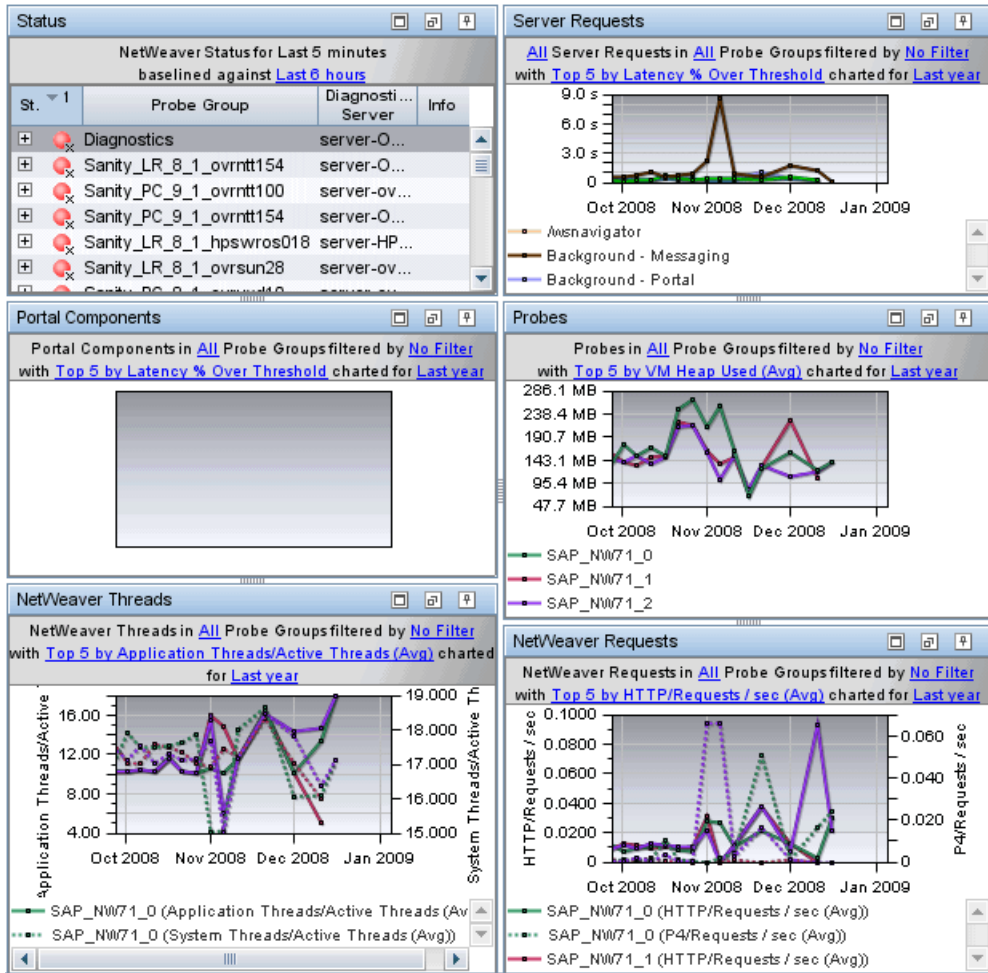 Status
NetWeaver Status for Last 5 minutes
baselined against Last 6 hours
St. 1 Probe Group Diagnosti... Server Info
Diagnostics server-O...
Sanity_LR_8_1_ovrntt154 server-O...
Sanity_PC_9_1_ovrntt100 server-ov...
Sanity_PC_9_1_ovrntt154 server-O...
Sanity_LR_8_1_hpswros018 server-HP...
Sanity_LR_8_1_ovrsun28 server-ov...
Server Requests
All Server Requests in All Probe Groups filtered by No Filter
with Top 5 by Latency % Over Threshold charted for Last year
9.0 s
6.0 s
3.0 s
0
Oct 2008 Nov 2008 Dec 2008 Jan 2009
/wsnavigator
Background - Messaging
Background - Portal
Portal Components
Portal Components in All Probe Groups filtered by No Filter
with Top 5 by Latency % Over Threshold charted for Last year
Probes
Probes in All Probe Groups filtered by No Filter
with Top 5 by VM Heap Used (Avg) charted for Last year
286.1 MB
238.4 MB
190.7 MB
143.1 MB
95.4 MB
47.7 MB
Oct 2008 Nov 2008 Dec 2008 Jan 2009
SAP_NW71_0
SAP_NW71_1
SAP_NW71_2
NetWeaver Threads
NetWeaver Threads in All Probe Groups filtered by No Filter
with Top 5 by Application Threads/Active Threads (Avg) charted
for Last year
Application Threads/Active
16.00
12.00
8.00
4.00
19.000
18.000
17.000
16.000
15.000
System Threads/Active Th
Oct 2008 Nov 2008 Dec 2008 Jan 2009
SAP_NW71_0 (Application Threads/Active Threads (Av
SAP_NW71_0 (System Threads/Active Threads (Avg))
NetWeaver Requests
NetWeaver Requests in All Probe Groups filtered by No Filter
with Top 5 by HTTP/Requests / sec (Avg) charted for Last year
HTTP/Requests / sec
0.1000
0.0800
0.0600
0.0400
0.0200
0
0.060
0.040
0.020
0
P4/Requests / sec
Oct 2008 Nov 2008 Dec 2008 Jan 2009
SAP_NW71_0 (HTTP/Requests / sec (Avg))
SAP_NW71_0 (P4/Requests / sec (Avg))
SAP_NW71_1 (HTTP/Requests / sec (Avg))